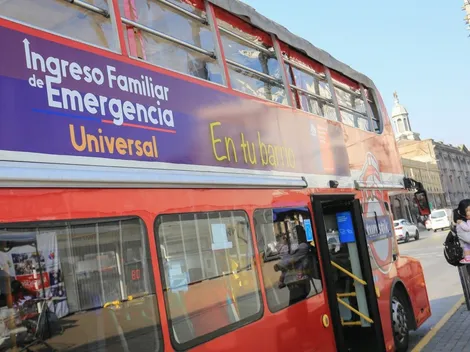 Ingreso Familiar
de Emergencia
Universal
En tu barrio